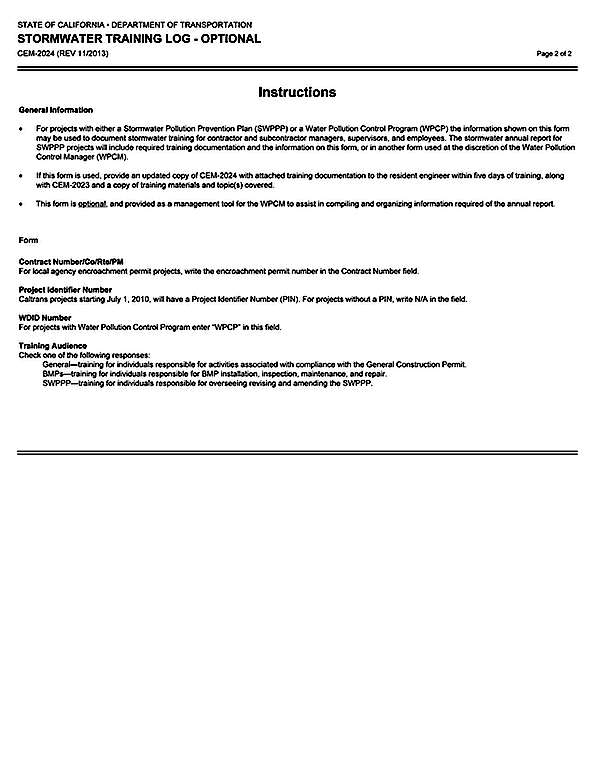 STATE OF CALIFORNIA • DEPARTMENT OF TRANSPORTATION
STORMWATER TRAINING LOG - OPTIONAL
CEM-2024 (REV 11/2013)
Page 2 of 2
Instructions
General Information
• For projects with either a Stormwater Pollution Prevention Plan (SWPPP) or a Water Pollution Control Program (WPCP) the information shown on this form
may be used to document stormwater training for contractor and subcontractor managers, supervisors, and employees. The stormwater annual report for
SWPPP projects will include required training documentation and the information on this form, or in another form used at the discretion of the Water Pollution
Control Manager (WPCM).
• If this form is used, provide an updated copy of CEM-2024 with attached training documentation to the resident engineer within five days of training, along
with CEM-2023 and a copy of training materials and topic(s) covered.
• This form is optional, and provided as a management tool for the WPCM to assist in compiling and organizing information required of the annual report.
Form
Contract Number/Co/Rte/PM
For local agency encroachment permit projects, write the encroachment permit number in the Contract Number field.
Project Identifier Number
Caltrans projects starting July 1, 2010, will have a Project Identifier Number (PIN). For projects without a PIN, write N/A in the field.
WDID Number
For projects with Water Pollution Control Program enter "WPCP" in this field.
Training Audience
Check one of the following responses:
General—training for individuals responsible for activities associated with compliance with the General Construction Permit.
BMPs—training for individuals responsible for BMP installation, inspection, maintenance, and repair.
SWPPP—training for individuals responsible for overseeing revising and amending the SWPPP.